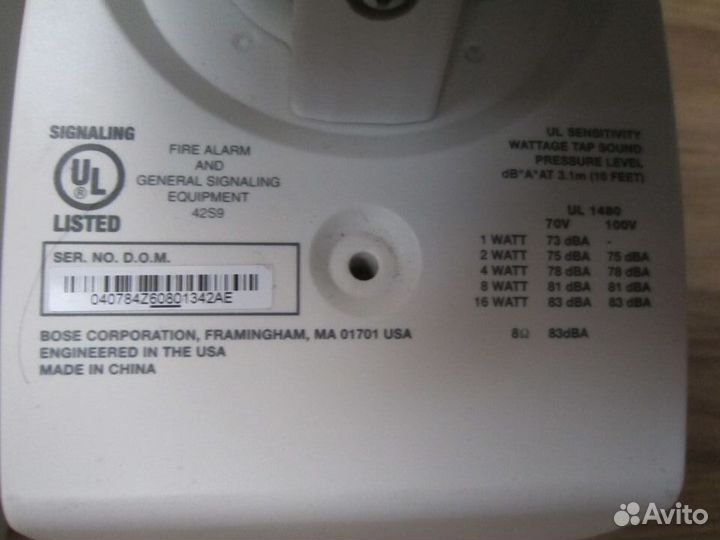 SIGNALING
UL
®
LISTED
FIRE ALARM
AND
GENERAL SIGNALING
EQUIPMENT
42S9
UL SENSITIVITY
WATTAGE TAP SOUND
PRESSURE LEVEL
dB"A"AT 3.1m (10 FEET)
UL 1480
70V 100V
1 WATT 73 dBA -
2 WATT 75 dBA 75 dBA
4 WATT 78 dBA 78 dBA
8 WATT 81 dBA 81 dBA
16 WATT 83 dBA 83 dBA
8Ω 83dBA
SER. NO. D.O.M.
040784Z60801342AE
BOSE CORPORATION, FRAMINGHAM, MA 01701 USA
ENGINEERED IN THE USA
MADE IN CHINA
Avito